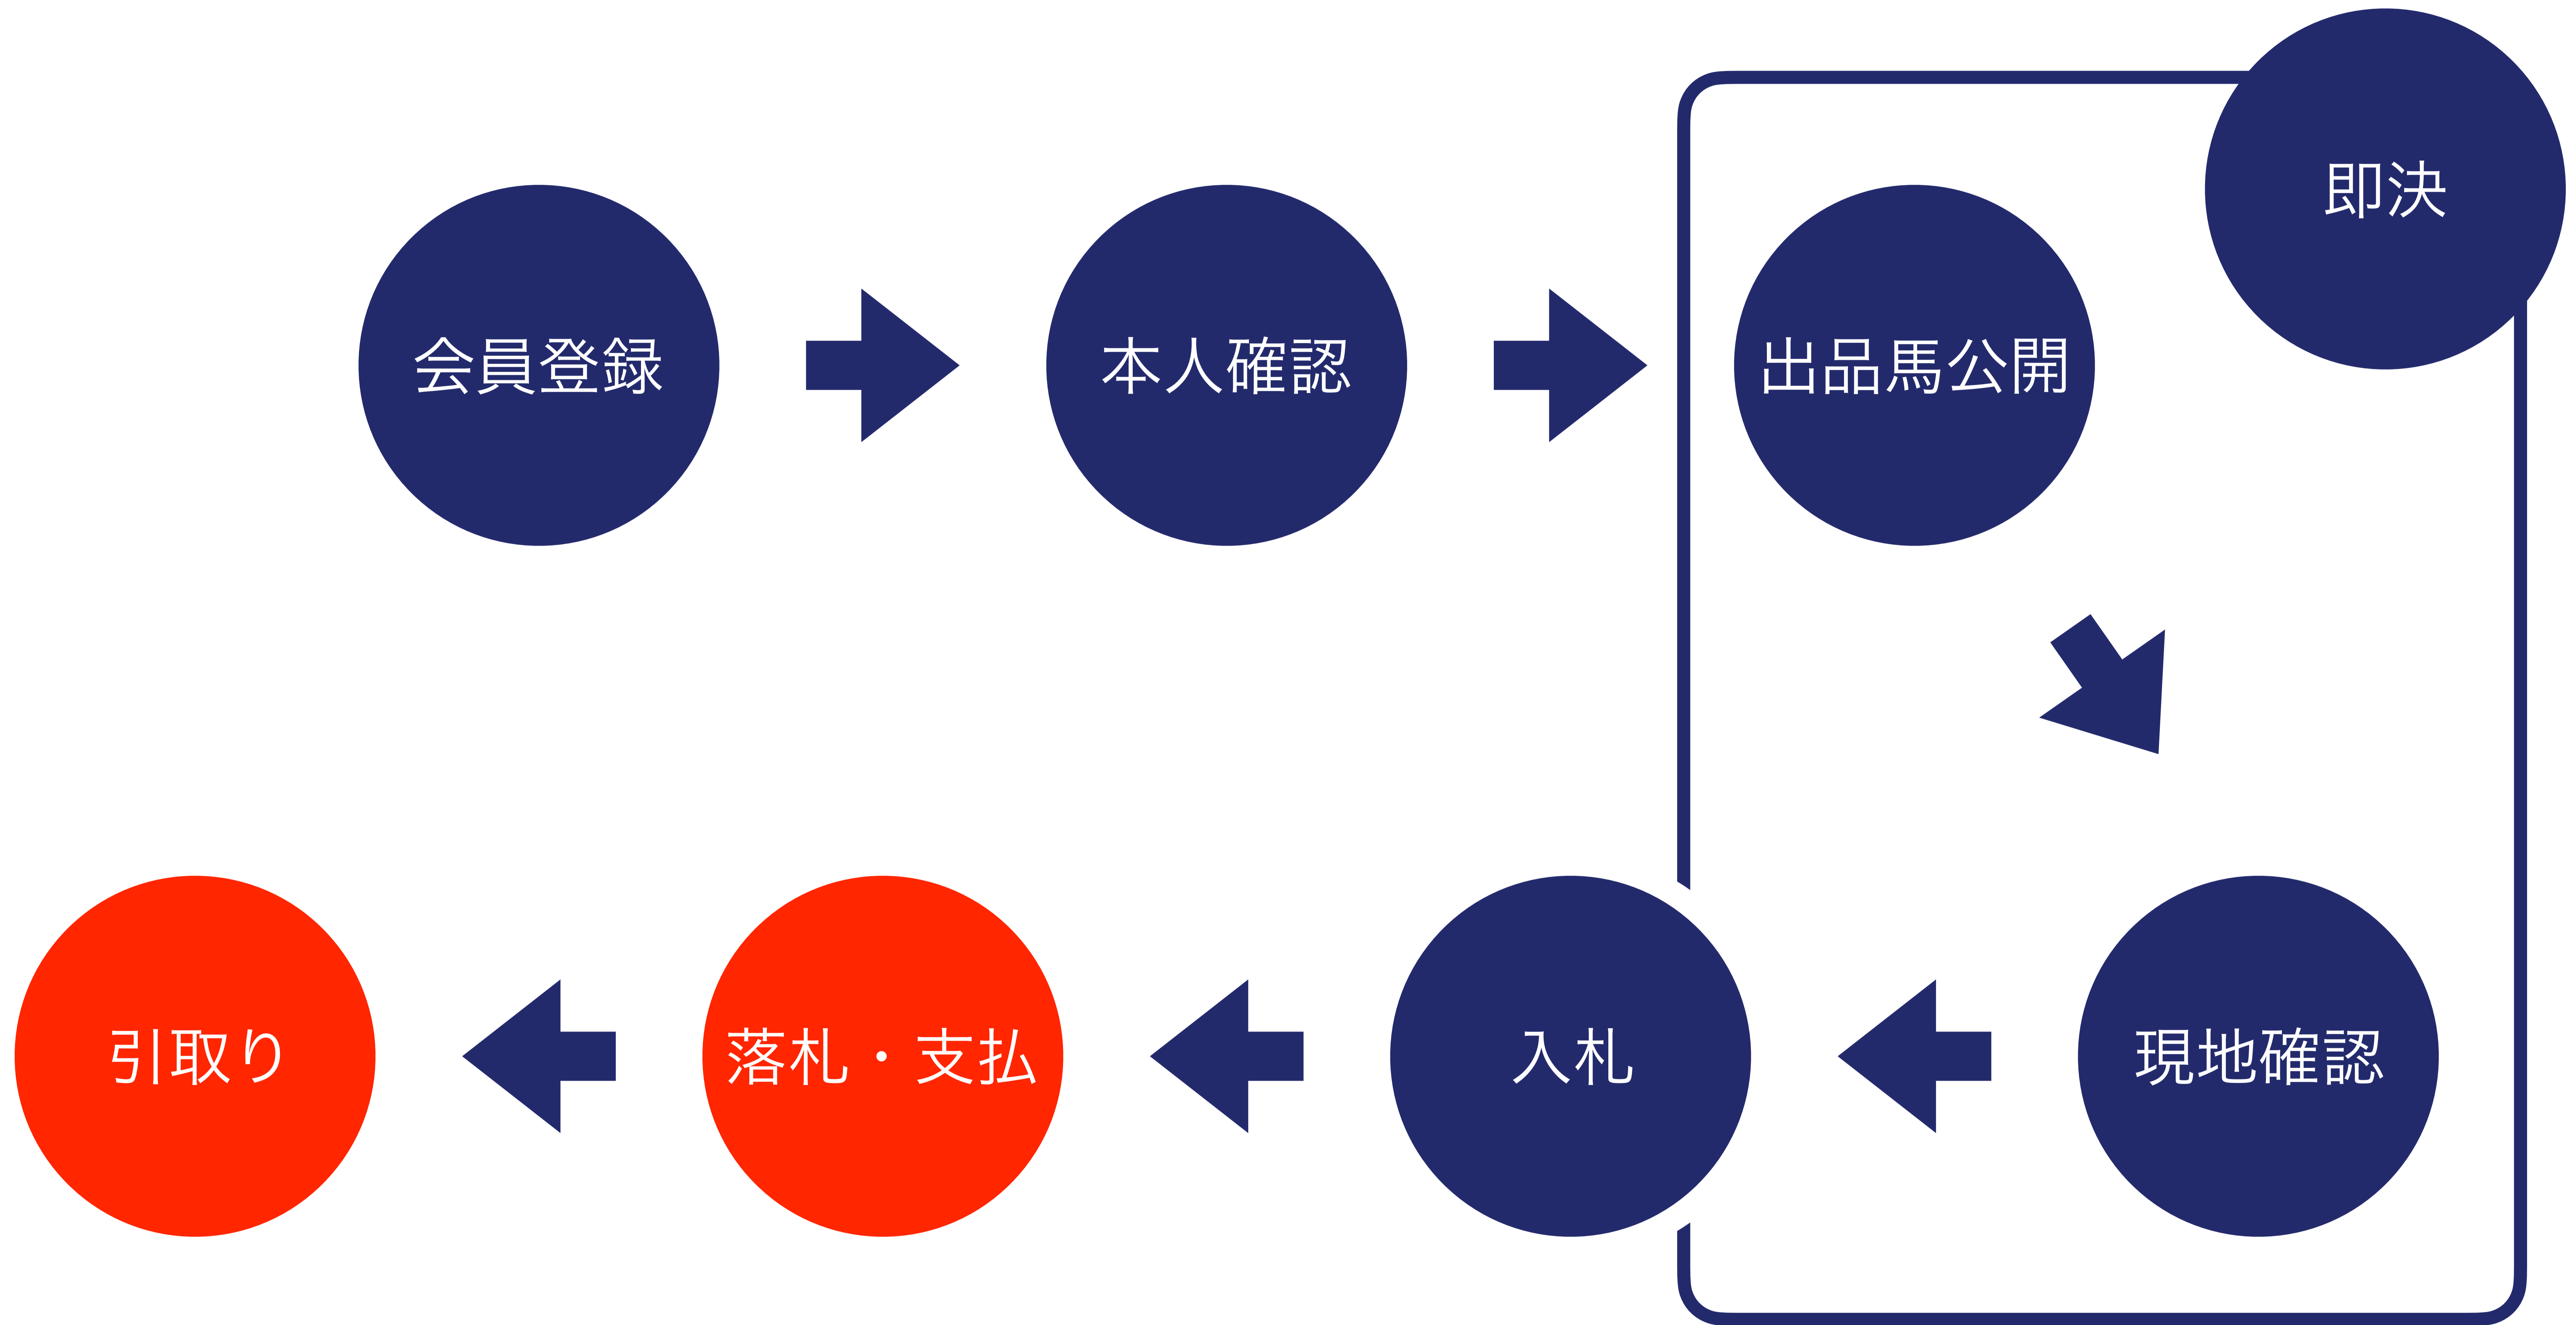 会員登録
本人確認
出品馬公開
即決
現地確認
入札
落札・支払
引取り